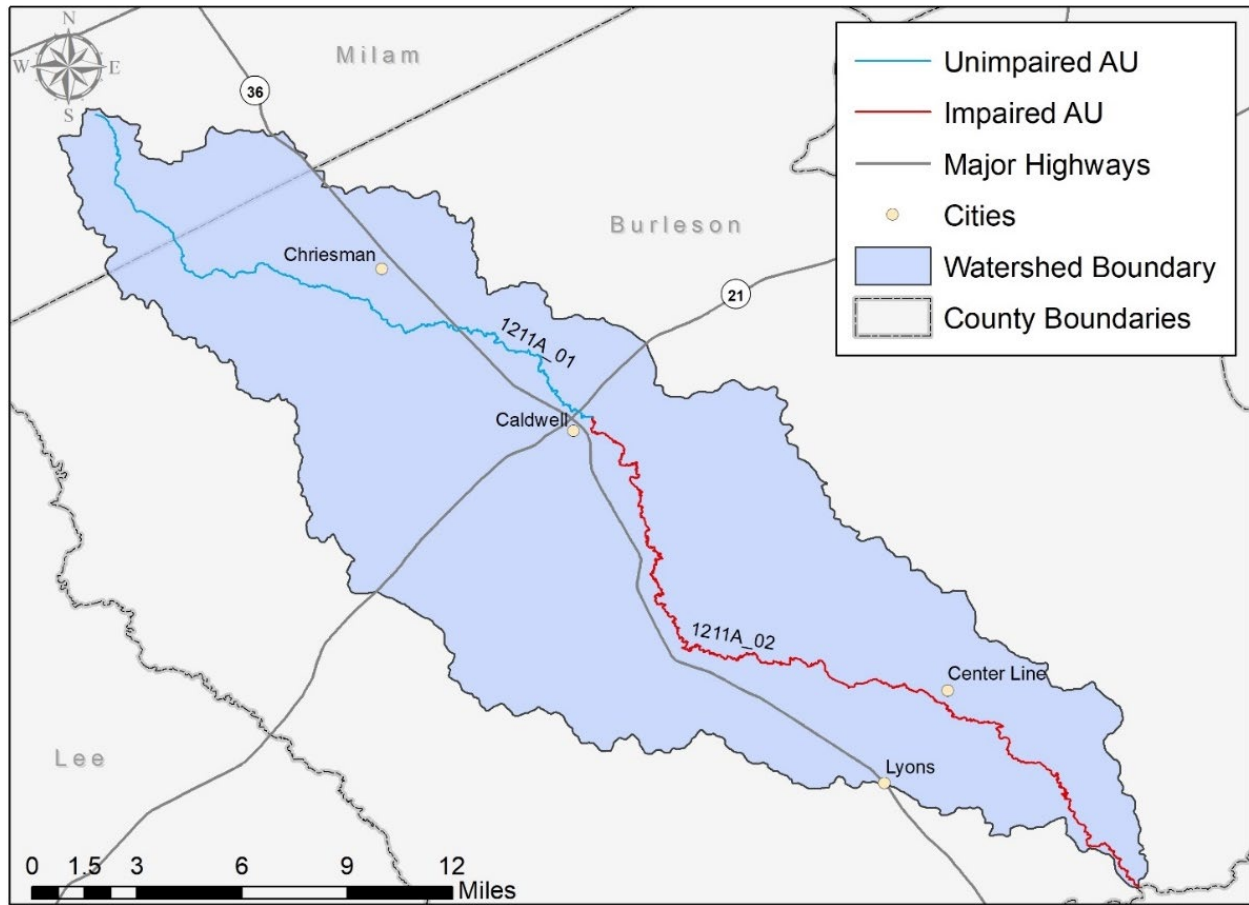 N
W E
S
Milam
36
Burleson
Chriesman
21
1211A_01
Caldwell
1211A_02
Center Line
Lyons
Lee
Unimpaired AU
Impaired AU
Major Highways
Cities
Watershed Boundary
County Boundaries
0 1.5 3 6 9 12
Miles